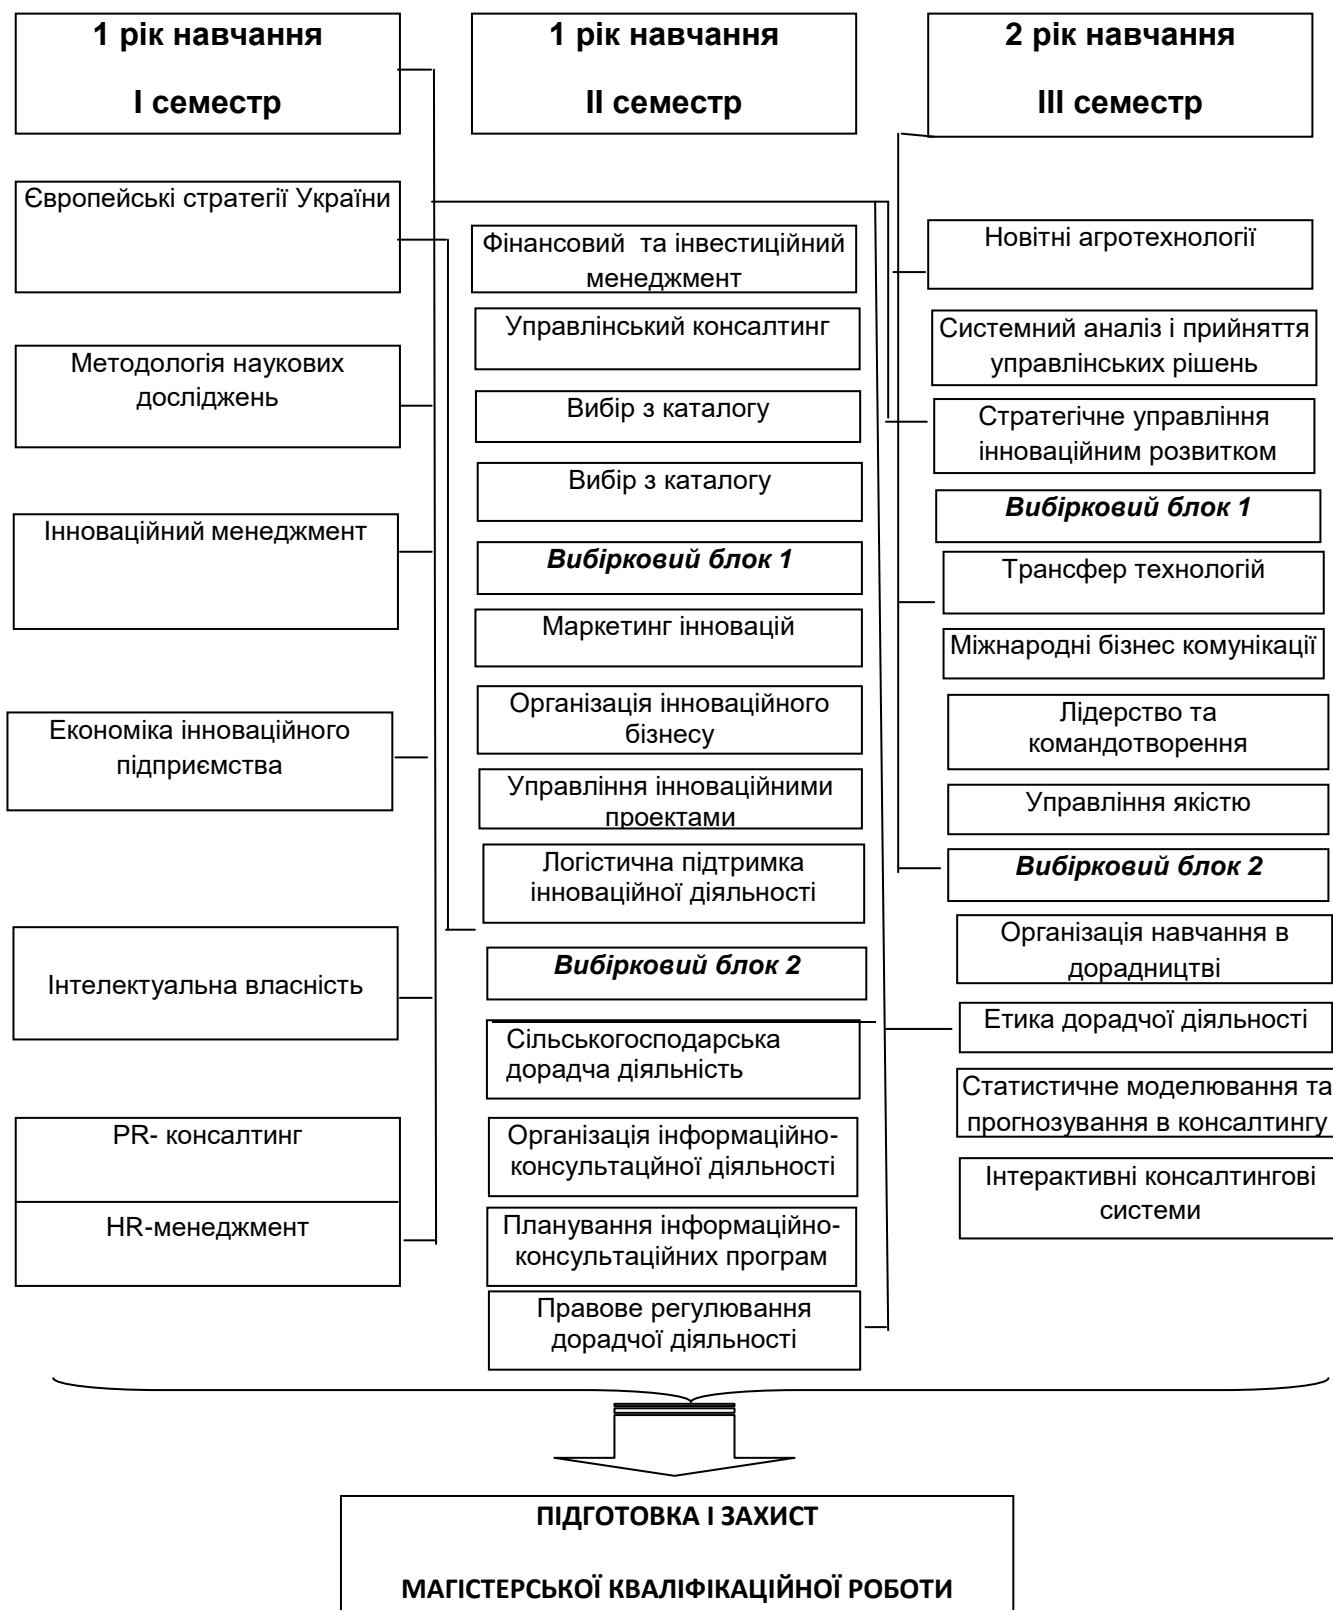 1 рік навчання
І семестр
1 рік навчання
ІІ семестр
2 рік навчання
ІІІ семестр
Європейські стратегії України
Методологія наукових
досліджень
Інноваційний менеджмент
Економіка інноваційного
підприємства
Інтелектуальна власність
PR- консалтинг
HR-менеджмент
Фінансовий та інвестиційний
менеджмент
Управлінський консалтинг
Вибір з каталогу
Вибір з каталогу
Вибірковий блок 1
Маркетинг інновацій
Організація інноваційного
бізнесу
Управління інноваційними
проектами
Логістична підтримка
інноваційної діяльності
Вибірковий блок 2
Сільськогосподарська
дорадча діяльність
Організація інформаційно-
консультаційної діяльності
Планування інформаційно-
консультаційних програм
Правове регулювання
дорадчої діяльності
Новітні агротехнології
Системний аналіз і прийняття
управлінських рішень
Стратегічне управління
інноваційним розвитком
Вибірковий блок 1
Трансфер технологій
Міжнародні бізнес комунікації
Лідерство та
командотворення
Управління якістю
Вибірковий блок 2
Організація навчання в
дорадництві
Етика дорадчої діяльності
Статистичне моделювання та
прогнозування в консалтингу
Інтерактивні консалтингові
системи
ПІДГОТОВКА І ЗАХИСТ
МАГІСТЕРСЬКОЇ КВАЛІФІКАЦІЙНОЇ РОБОТИ